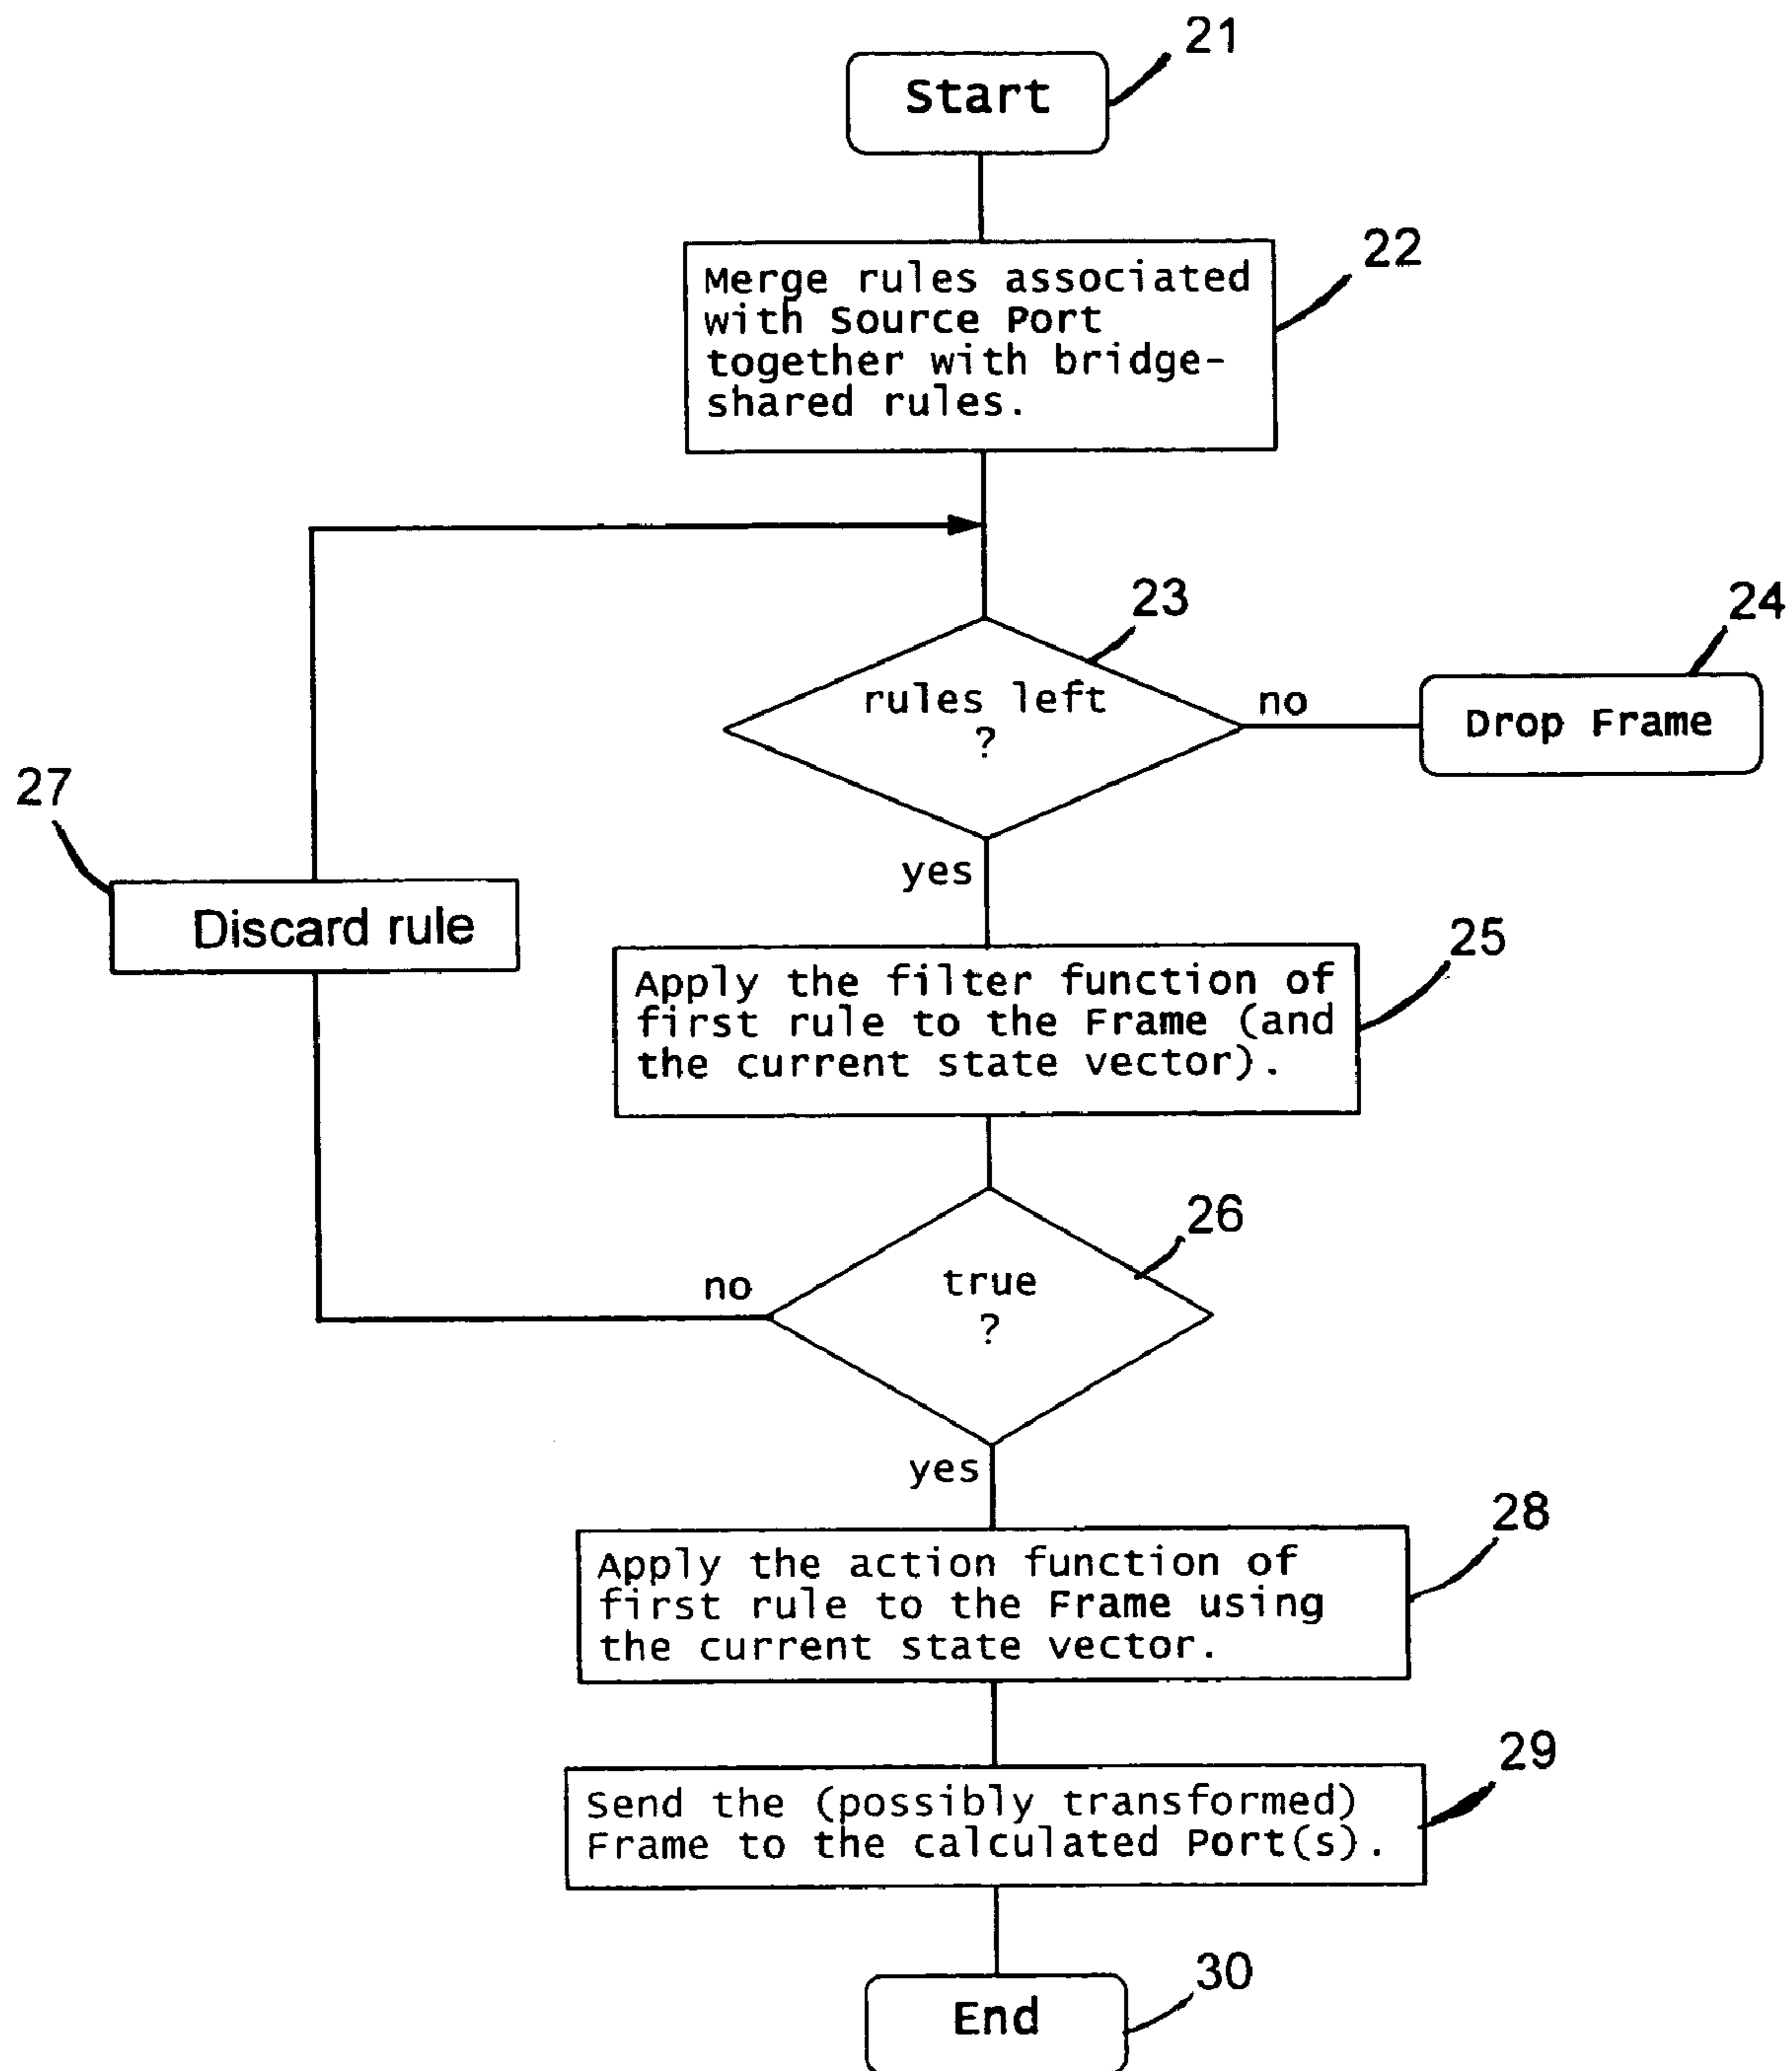 21
Start
22
Merge rules associated
with Source Port
together with bridge-
shared rules.
23
rules left
?
no
24
Drop Frame
yes
27
Discard rule
25
Apply the filter function of
first rule to the Frame (and
the current state vector).
26
true
?
no
yes
28
Apply the action function of
first rule to the Frame using
the current state vector.
29
Send the (possibly transformed)
Frame to the calculated Port(s).
30
End